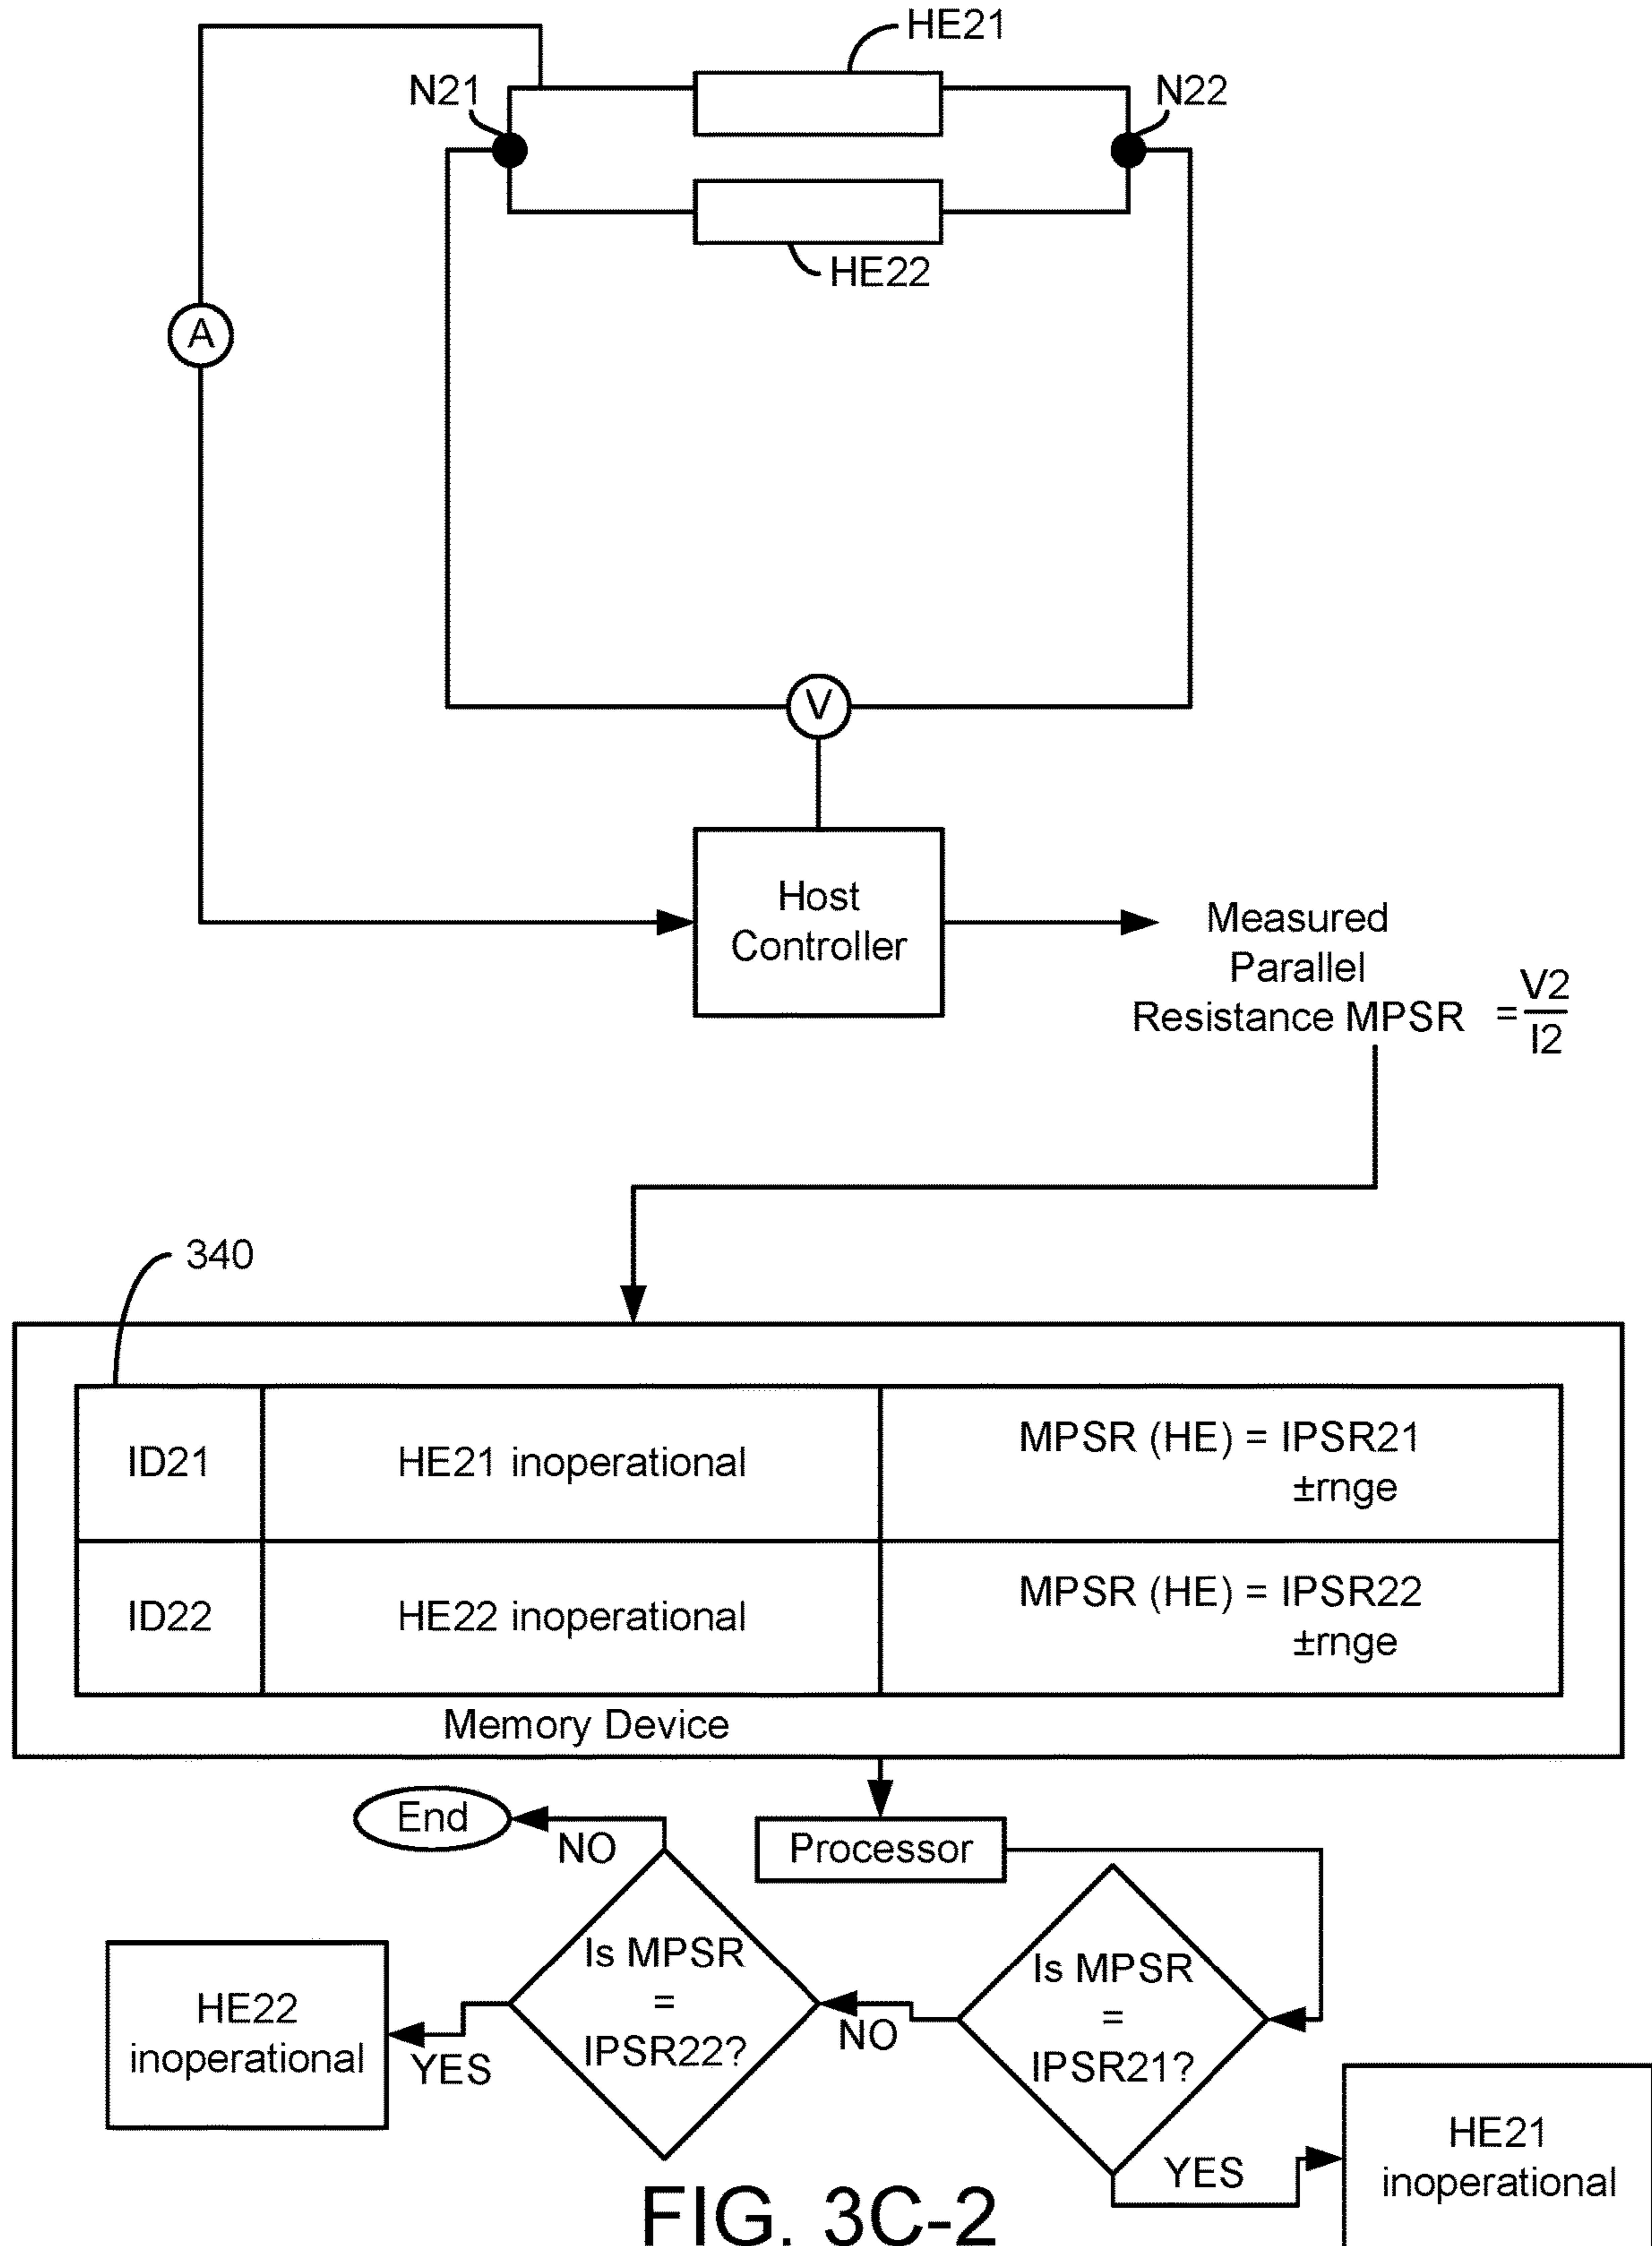 HE21
N21
N22
HE22
A
V
Host
Controller
Measured
Parallel
Resistance MPSR = V2
I2
340
ID21
HE21 inoperational
MPSR (HE) = IPSR21
±rnge
ID22
HE22 inoperational
MPSR (HE) = IPSR22
±rnge
Memory Device
End
NO
Processor
Is MPSR
=
IPSR22?
Is MPSR
=
IPSR21?
NO
HE22
inoperational
YES
YES
HE21
inoperational
FIG. 3C-2